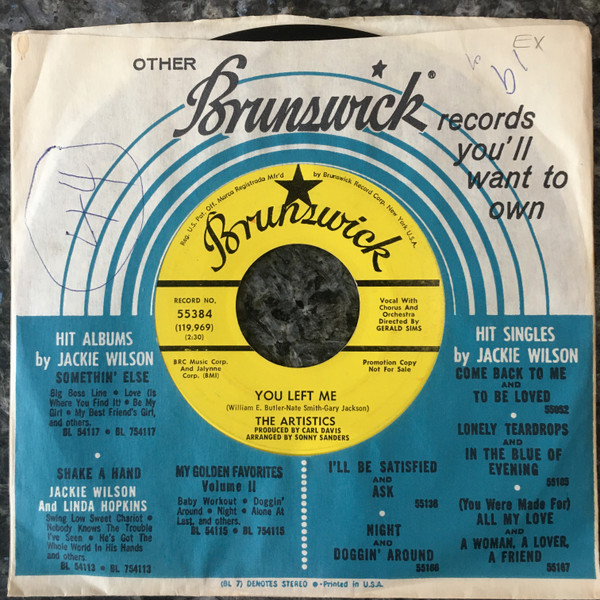 OTHER
Brunswick®
records
you'll
want to
own
EX
b1
44
Reg. U.S. Pat. Off. Marca Registrada Mfr'd by Brunswick Record Corp. New York, U.S.A.
Brunswick
RECORD NO.
55384
(119,969)
(2:30)
Vocal With
Chorus And
Orchestra
Directed By
GERALD SIMS
BRC Music Corp.
And Jalynne
Corp. (BMI)
Promotion Copy
Not For Sale
YOU LEFT ME
(William E. Butler-Nate Smith-Gary Jackson)
THE ARTISTICS
PRODUCED BY CARL DAVIS
ARRANGED BY SONNY SANDERS
HIT ALBUMS
by JACKIE WILSON
SOMETHIN' ELSE
Big Boss Line • Love (Is
Where You Find It) • Be My
Girl • My Best Friend's Girl,
and others.
BL 54117 • BL 754117
SHAKE A HAND
JACKIE WILSON
And LINDA HOPKINS
Swing Low Sweet Chariot •
Nobody Knows The Trouble
I've Seen • He's Got The
Whole World In His Hands
and others.
BL 54113 • BL 754113
MY GOLDEN FAVORITES
Volume II
Baby Workout • Doggin'
Around • Night • Alone At
Last, and others.
BL 54115 • BL 754115
I'LL BE SATISFIED
AND
ASK
55136
NIGHT
AND
DOGGIN' AROUND
55166
HIT SINGLES
by JACKIE WILSON
COME BACK TO ME
AND
TO BE LOVED
55052
LONELY TEARDROPS
AND
IN THE BLUE OF
EVENING
55105
(You Were Made For)
ALL MY LOVE
AND
A WOMAN, A LOVER,
A FRIEND
55167
(BL 7) DENOTES STEREO • Printed in U.S.A.